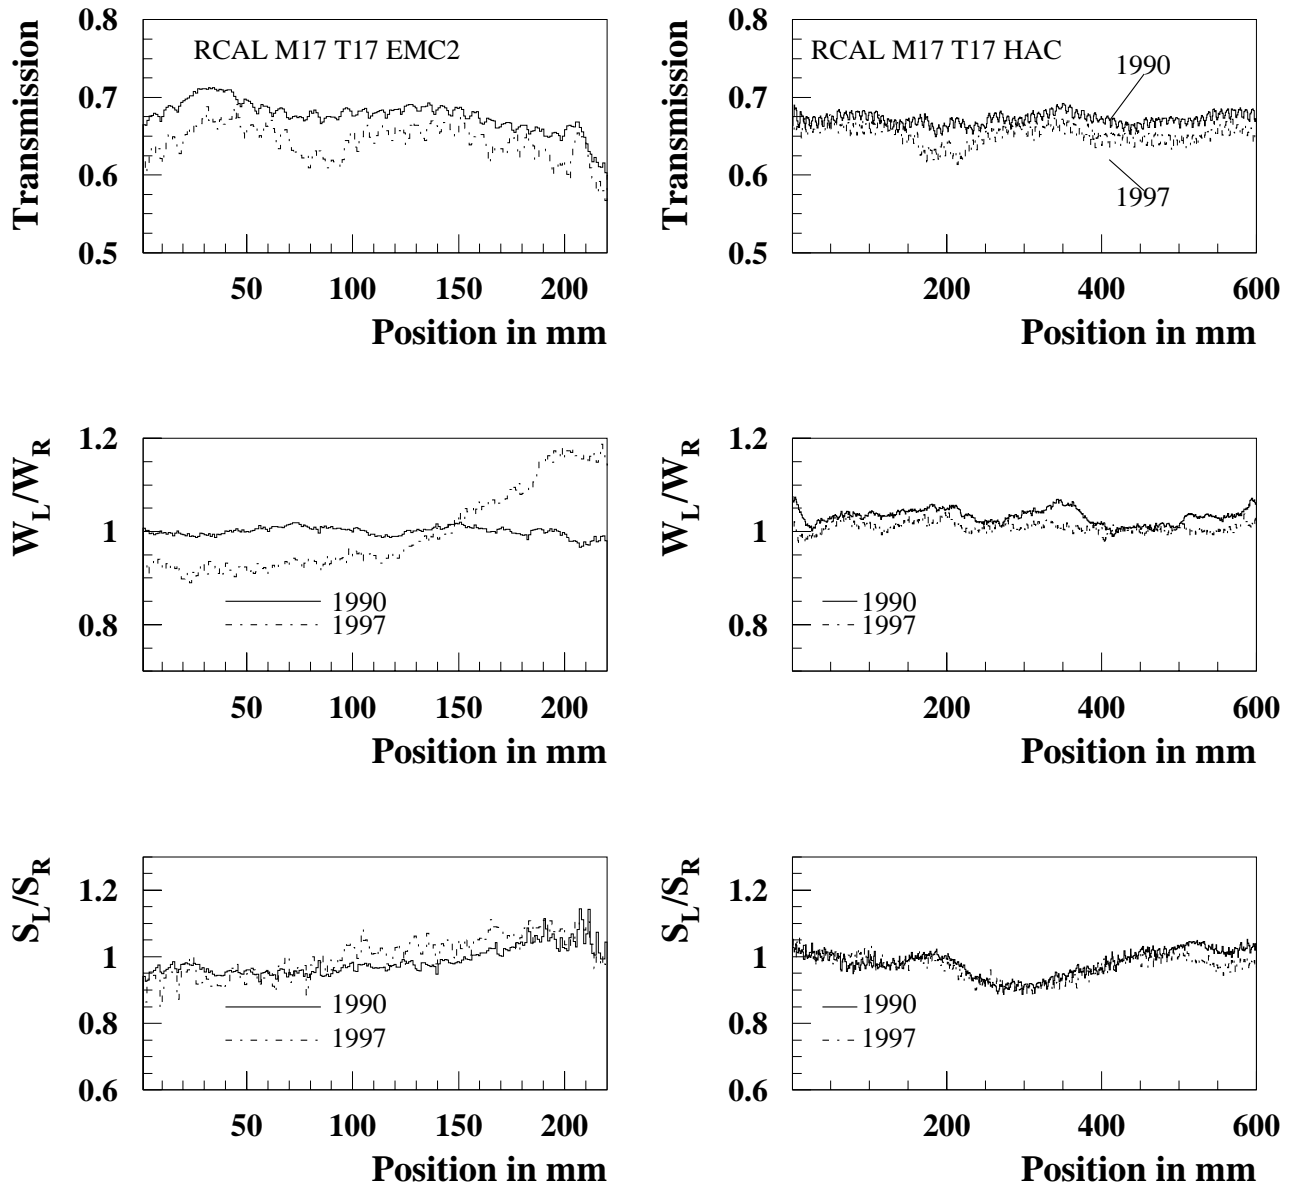 Transmission
0.8
0.7
0.6
0.5
RCAL M17 T17 EMC2
50 100 150 200
Position in mm
Transmission
0.8
0.7
0.6
0.5
RCAL M17 T17 HAC
1990
1997
200 400 600
Position in mm
W_L/W_R
1.2
1
0.8
1990
1997
50 100 150 200
Position in mm
W_L/W_R
1.2
1
0.8
1990
1997
200 400 600
Position in mm
S_L/S_R
1.2
1
0.8
0.6
1990
1997
50 100 150 200
Position in mm
S_L/S_R
1.2
1
0.8
0.6
1990
1997
200 400 600
Position in mm